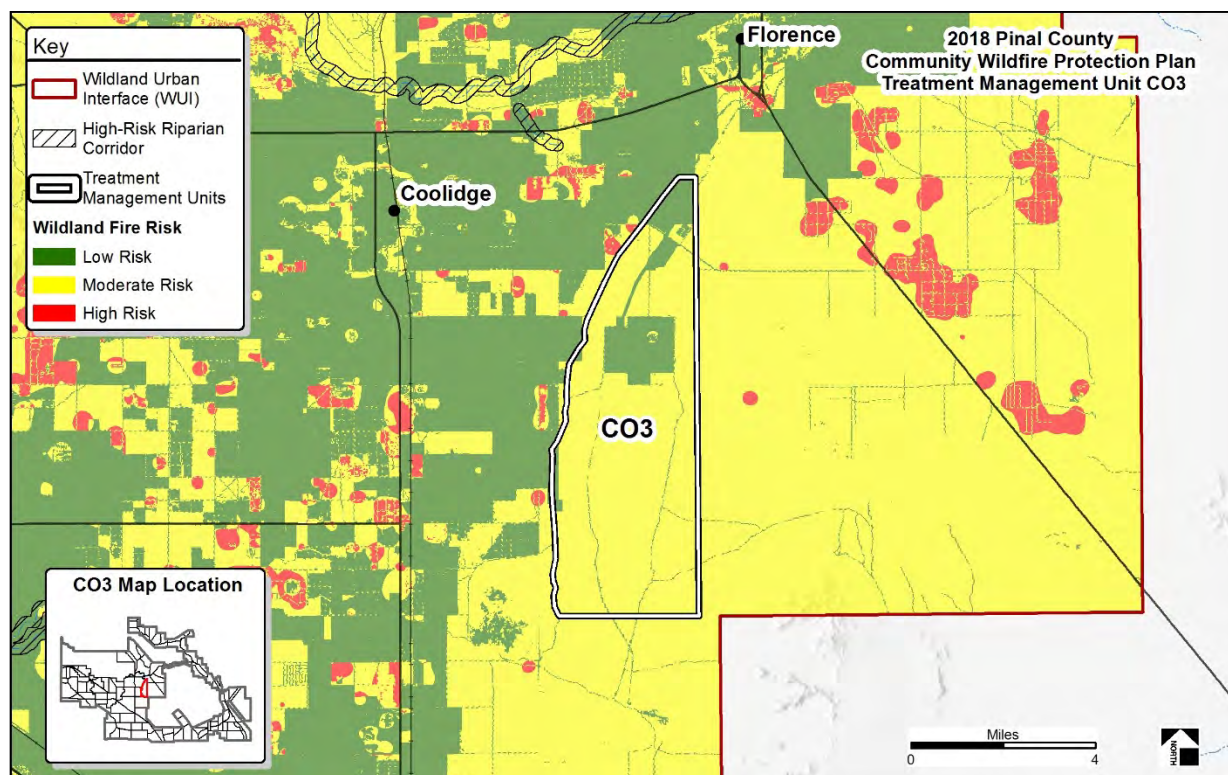 Key
Wildland Urban
Interface (WUI)
High-Risk Riparian
Corridor
Treatment
Management Units
Wildland Fire Risk
Low Risk
Moderate Risk
High Risk
Florence
2018 Pinal County
Community Wildfire Protection Plan
Treatment Management Unit CO3
Coolidge
CO3
CO3 Map Location
Miles
0
4
NORTH